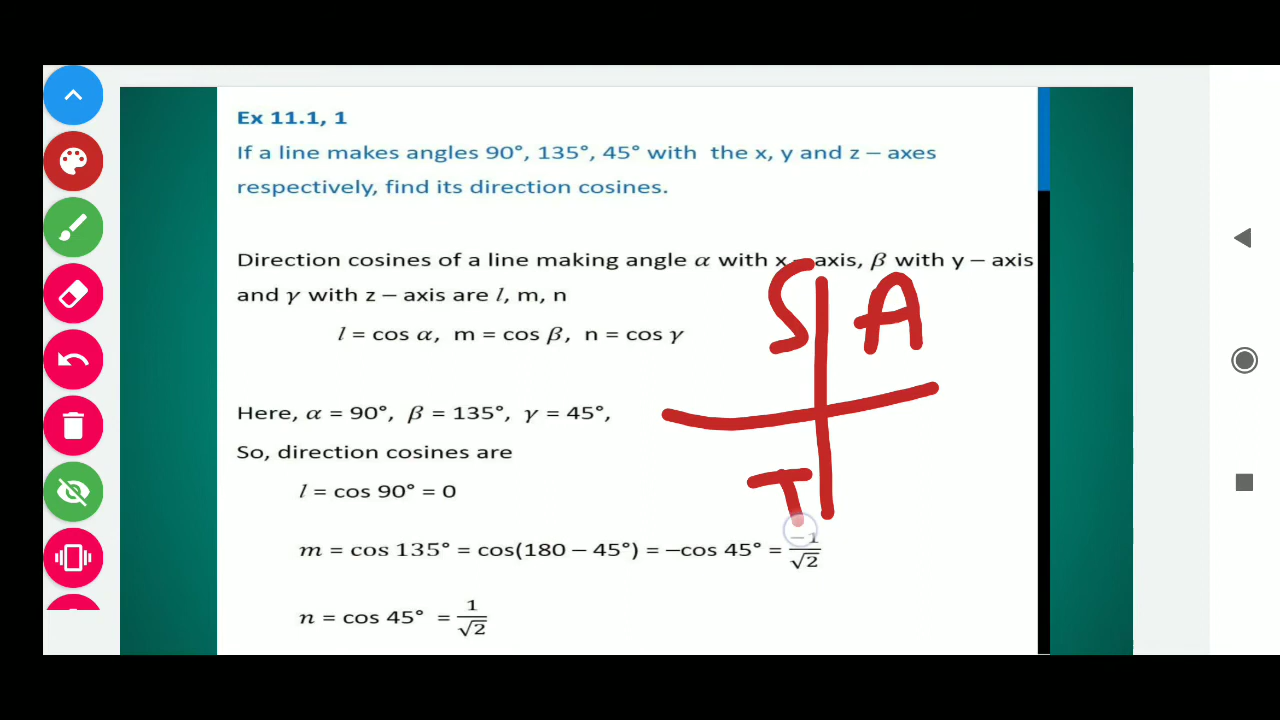 Ex 11.1, 1
If a line makes angles 90°, 135°, 45° with the x, y and z – axes
respectively, find its direction cosines.
Direction cosines of a line making angle α with x – axis, β with y – axis
and γ with z – axis are l, m, n
l = cos α, m = cos β, n = cos γ
S A
Here, α = 90°, β = 135°, γ = 45°,
So, direction cosines are
T
l = cos 90° = 0
m = cos 135° = cos(180 – 45°) = –cos 45° = −1/√2
n = cos 45° = 1/√2